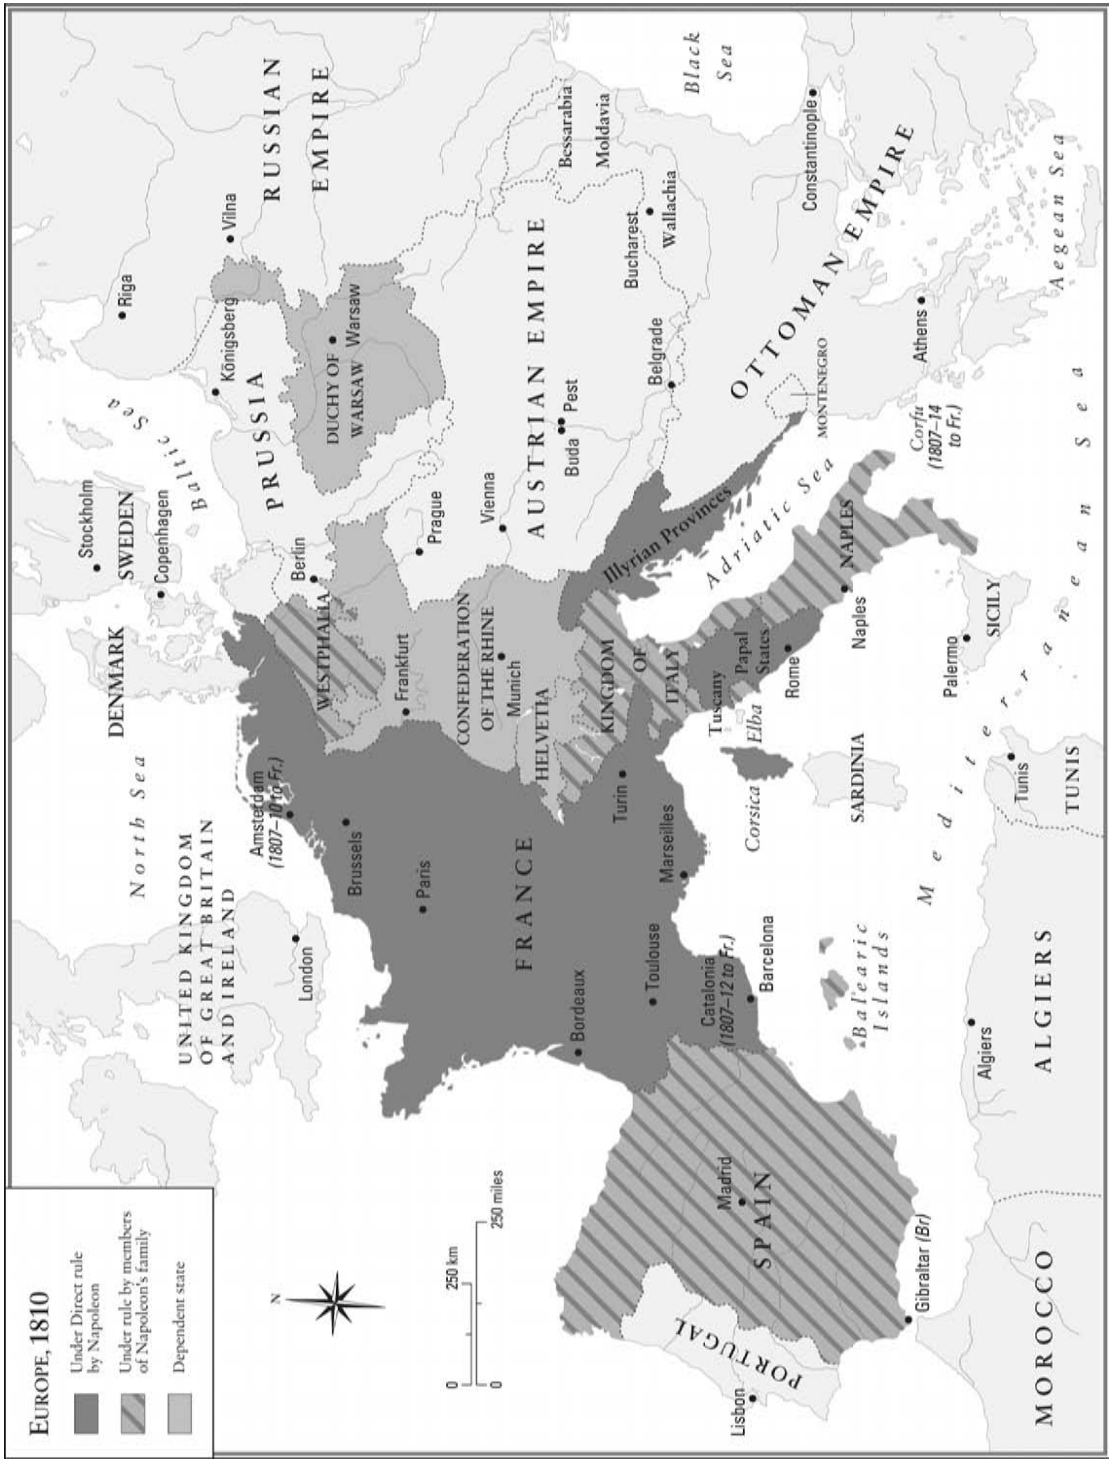 EUROPE, 1810
Under Direct rule
by Napoleon
Under rule by members
of Napoleon's family
Dependent state
N
0
250 km
0
250 miles
UNITED KINGDOM
OF GREAT BRITAIN
AND IRELAND
London
North Sea
DENMARK
Copenhagen
SWEDEN
Stockholm
Baltic Sea
Riga
Königsberg
Vilna
RUSSIAN
EMPIRE
PRUSSIA
Berlin
DUCHY OF
WARSAW
Warsaw
Amsterdam
(1807–10 to Fr.)
Brussels
Paris
WESTPHALIA
Frankfurt
CONFEDERATION
OF THE RHINE
Munich
HELVETIA
Prague
Vienna
AUSTRIAN EMPIRE
Buda
Pest
Bessarabia
Moldavia
Black
Sea
FRANCE
Bordeaux
Toulouse
Marseilles
Turin
KINGDOM
OF
ITALY
Illyrian Provinces
Belgrade
Bucharest
Wallachia
Constantinople
OTTOMAN EMPIRE
MONTENEGRO
Adriatic Sea
Tuscany
Papal
States
Rome
Elba
Corsica
NAPLES
Naples
Corfu
(1807–14
to Fr.)
Athens
Aegean Sea
Catalonia
(1807–12 to Fr.)
Barcelona
Balearic
Islands
SARDINIA
Palermo
SICILY
Mediterranean Sea
Madrid
SPAIN
PORTUGAL
Lisbon
Gibraltar (Br)
MOROCCO
Algiers
ALGIERS
Tunis
TUNIS